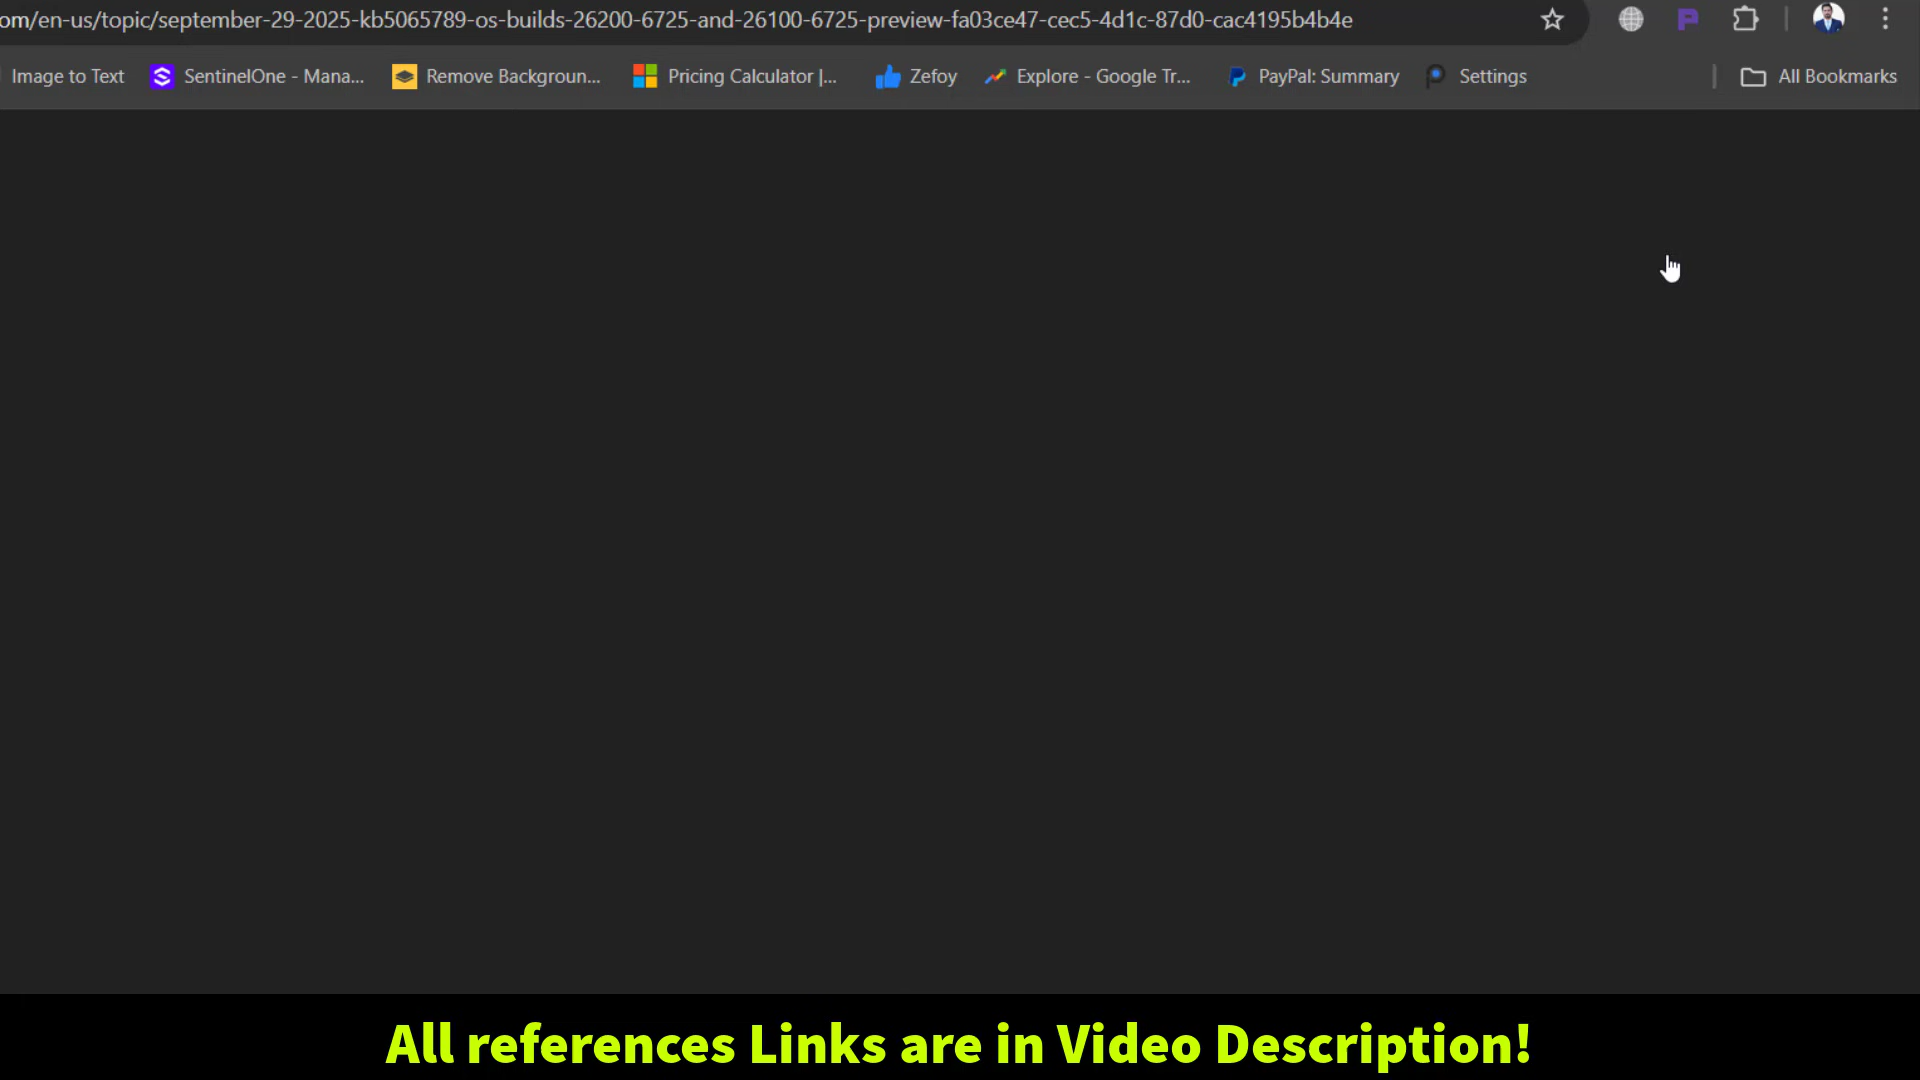 om/en-us/topic/september-29-2025-kb5065789-os-builds-26200-6725-and-26100-6725-preview-fa03ce47-cec5-4d1c-87d0-cac4195b4b4e
Image to Text SentinelOne - Mana... Remove Backgroun... Pricing Calculator |... Zefoy Explore - Google Tr... PayPal: Summary Settings All Bookmarks
All references Links are in Video Description!